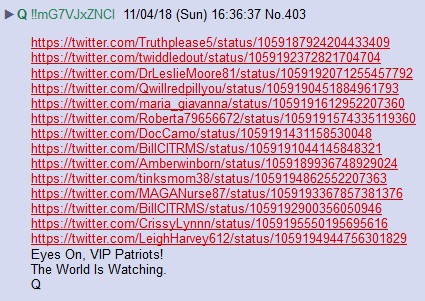 Q !!mG7VJxZNCI 11/04/18 (Sun) 16:36:37 No.403
https://twitter.com/Truthplease5/status/1059187924204433409
https://twitter.com/twiddledout/status/1059192372821704704
https://twitter.com/DrLeslieMoore81/status/1059192071255457792
https://twitter.com/Qwillredpillyou/status/1059190451884961793
https://twitter.com/maria_giavanna/status/1059191612952207360
https://twitter.com/Roberta79656672/status/1059191574335119360
https://twitter.com/DocCamo/status/1059191431158530048
https://twitter.com/BillCITRMS/status/1059191044145848321
https://twitter.com/Amberwinborn/status/1059189936748929024
https://twitter.com/tinksmom38/status/1059194862552207363
https://twitter.com/MAGANurse87/status/1059193367857381376
https://twitter.com/BillCITRMS/status/1059192900356050946
https://twitter.com/CrissyLynnn/status/1059195550195695616
https://twitter.com/LeighHarvey612/status/1059194944756301829
Eyes On, VIP Patriots!
The World Is Watching.
Q